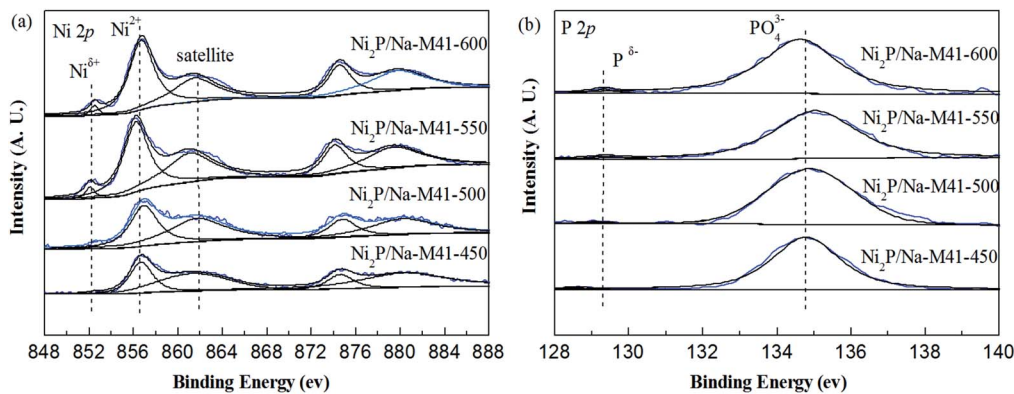 (a)
Ni 2p
Ni²⁺
Niᵟ⁺
satellite
Ni₂P/Na-M41-600
Ni₂P/Na-M41-550
Ni₂P/Na-M41-500
Ni₂P/Na-M41-450
Intensity (A. U.)
848 852 856 860 864 868 872 876 880 884 888
Binding Energy (ev)
(b)
P 2p
P ᵟ⁻
PO₄³⁻
Ni₂P/Na-M41-600
Ni₂P/Na-M41-550
Ni₂P/Na-M41-500
Ni₂P/Na-M41-450
Intensity (A. U.)
128 130 132 134 136 138 140
Binding Energy (ev)